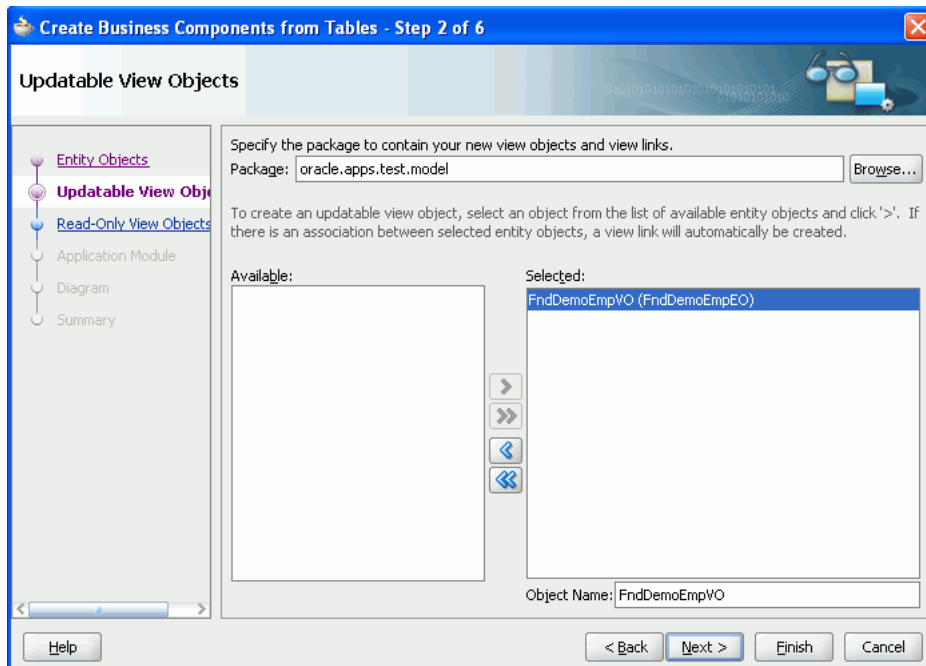 Create Business Components from Tables - Step 2 of 6
Updatable View Objects
Entity Objects
Updatable View Obje
Read-Only View Objects
Application Module
Diagram
Summary
Specify the package to contain your new view objects and view links.
Package: oracle.apps.test.model Browse...
To create an updatable view object, select an object from the list of available entity objects and click '>'. If
there is an association between selected entity objects, a view link will automatically be created.
Available:
Selected:
FndDemoEmpVO (FndDemoEmpEO)
Object Name: FndDemoEmpVO
Help
< Back Next > Finish Cancel